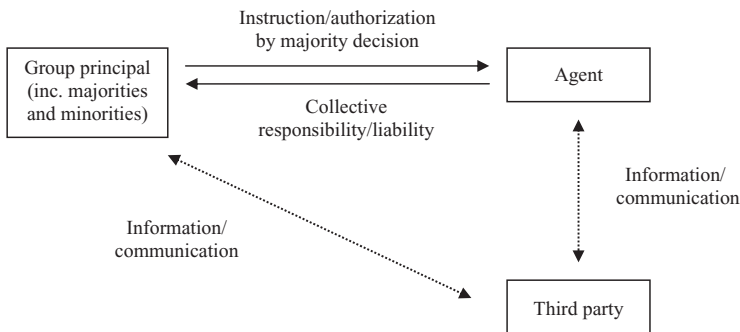 Instruction/authorization
by majority decision
Group principal
(inc. majorities
and minorities)
Agent
Collective
responsibility/liability
Information/
communication
Information/
communication
Third party